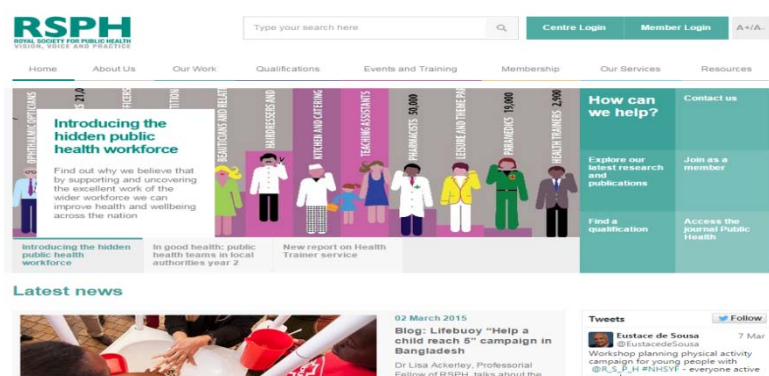 RSPH
ROYAL SOCIETY FOR PUBLIC HEALTH
VISION, VOICE AND PRACTICE
Type your search here
Centre Login
Member Login
A+/A-
Home
About Us
Our Work
Qualifications
Events and Training
Membership
Our Services
Resources
OPHTHALMIC OPTICIANS
21,0
BEAUTICIANS AND RELATE
HAIRDRESSERS AND
KITCHEN AND CATERING
TEACHING ASSISTANTS
PHARMACISTS 50,000
LEISURE AND THEME PAR
PARAMEDICS 19,000
HEALTH TRAINERS 2,900
Introducing the
hidden public
health workforce
Find out why we believe that
by supporting and uncovering
the excellent work of the
wider workforce we can
improve health and wellbeing
across the nation
How can
we help?
Contact us
Explore our
latest research
and
publications
Join as a
member
Find a
qualification
Access the
journal Public
Health
Introducing the hidden
public health
workforce
In good health: public
health teams in local
authorities year 2
New report on Health
Trainer service
Latest news
02 March 2015
Blog: Lifebuoy “Help a
child reach 5” campaign in
Bangladesh
Dr Lisa Ackerley, Professorial
Fellow of RSPH, talks about the
Tweets
Follow
Eustace de Sousa
7 Mar
@EustacedeSousa
Workshop planning physical activity
campaign for young people with
@R_S_P_H #NHSYF - everyone active